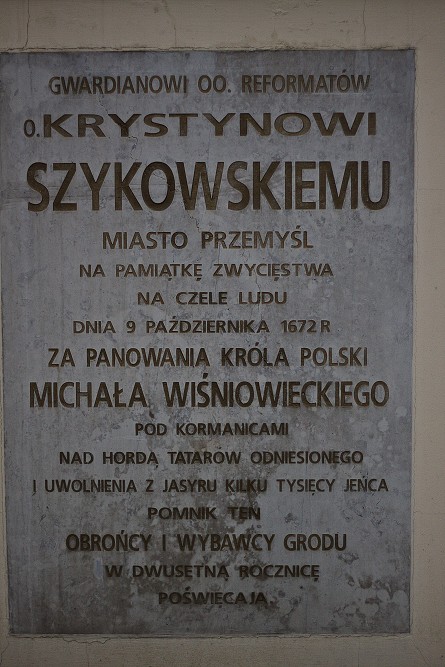 GWARDIANOWI OO. REFORMATÓW
O. KRYSTYNOWI
SZYKOWSKIEMU
MIASTO PRZEMYŚL
NA PAMIĄTKĘ ZWYCIĘSTWA
NA CZELE LUDU
DNIA 9 PAŹDZIERNIKA 1672 R
ZA PANOWANIA KRÓLA POLSKI
MICHAŁA WIŚNIOWIECKIEGO
POD KORMANICAMI
NAD HORDĄ TATARÓW ODNIESIONEGO
I UWOLNIENIA Z JASYRU KILKU TYSIĘCY JEŃCA
POMNIK TEN
OBROŃCY I WYBAWCY GRODU
W DWUSETNĄ ROCZNICĘ
POŚWIĘCAJĄ